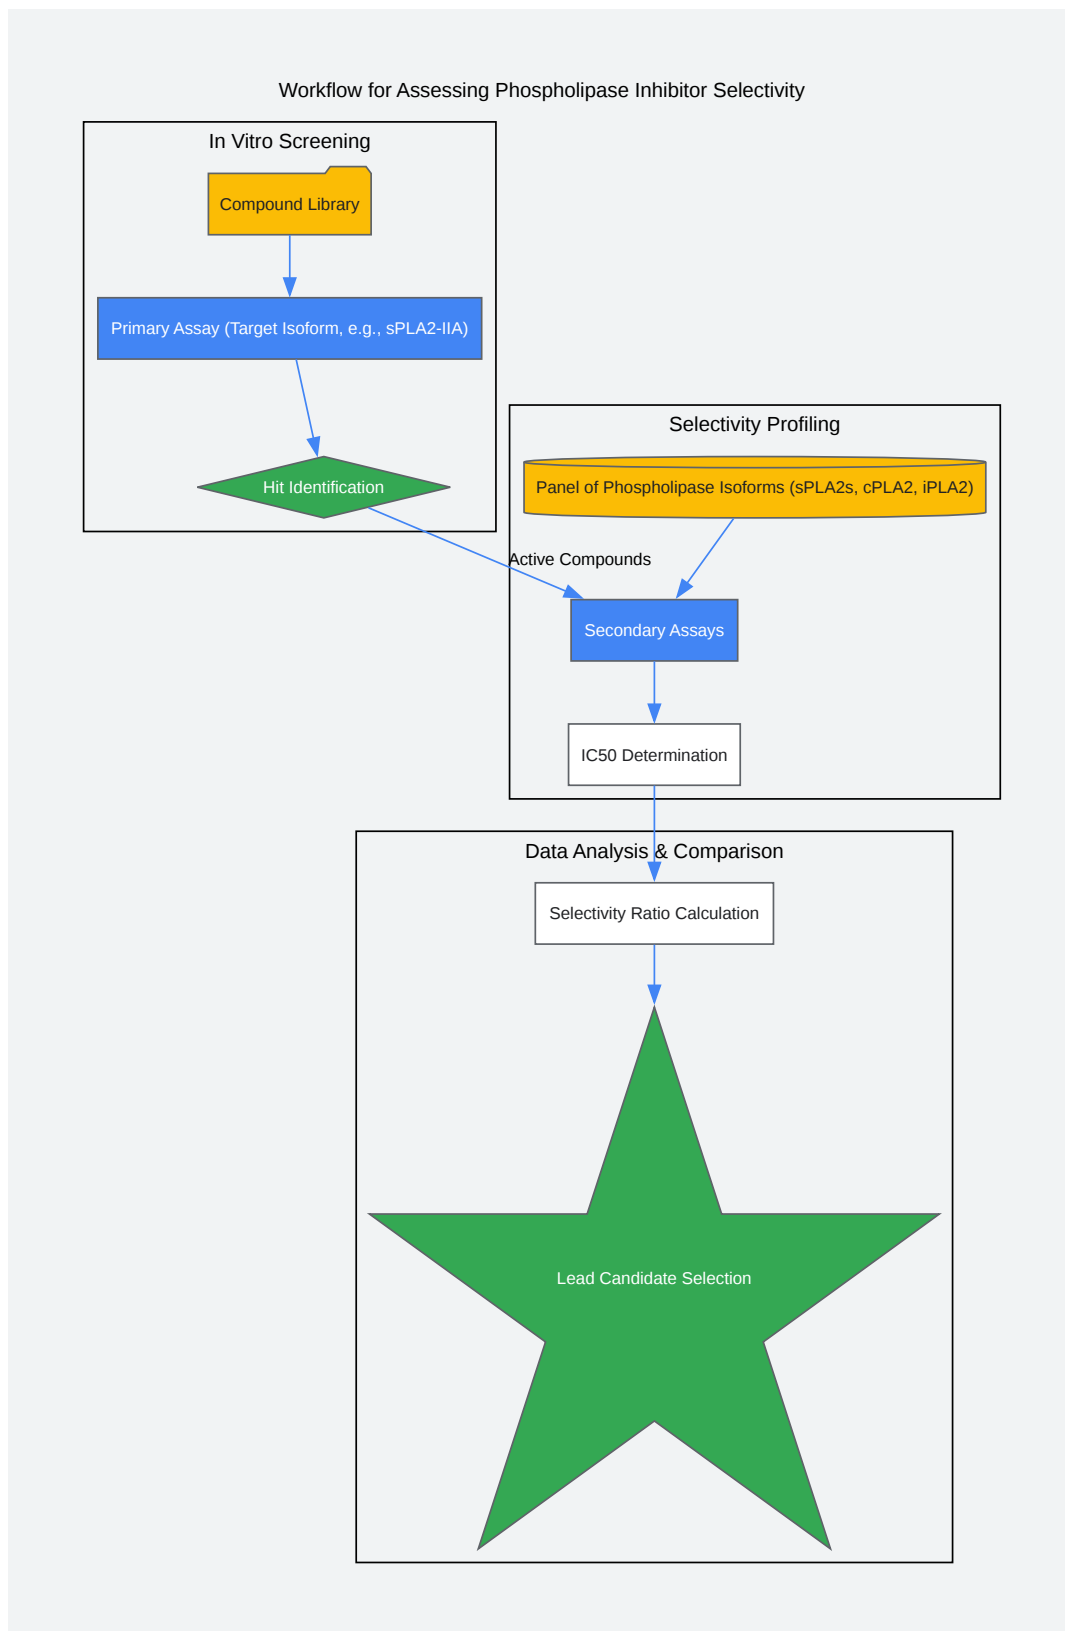 Workflow for Assessing Phospholipase Inhibitor Selectivity
In Vitro Screening
Compound Library
Primary Assay (Target Isoform, e.g., sPLA2-IIA)
Hit Identification
Selectivity Profiling
Panel of Phospholipase Isoforms (sPLA2s, cPLA2, iPLA2)
Active Compounds
Secondary Assays
IC50 Determination
Data Analysis & Comparison
Selectivity Ratio Calculation
Lead Candidate Selection